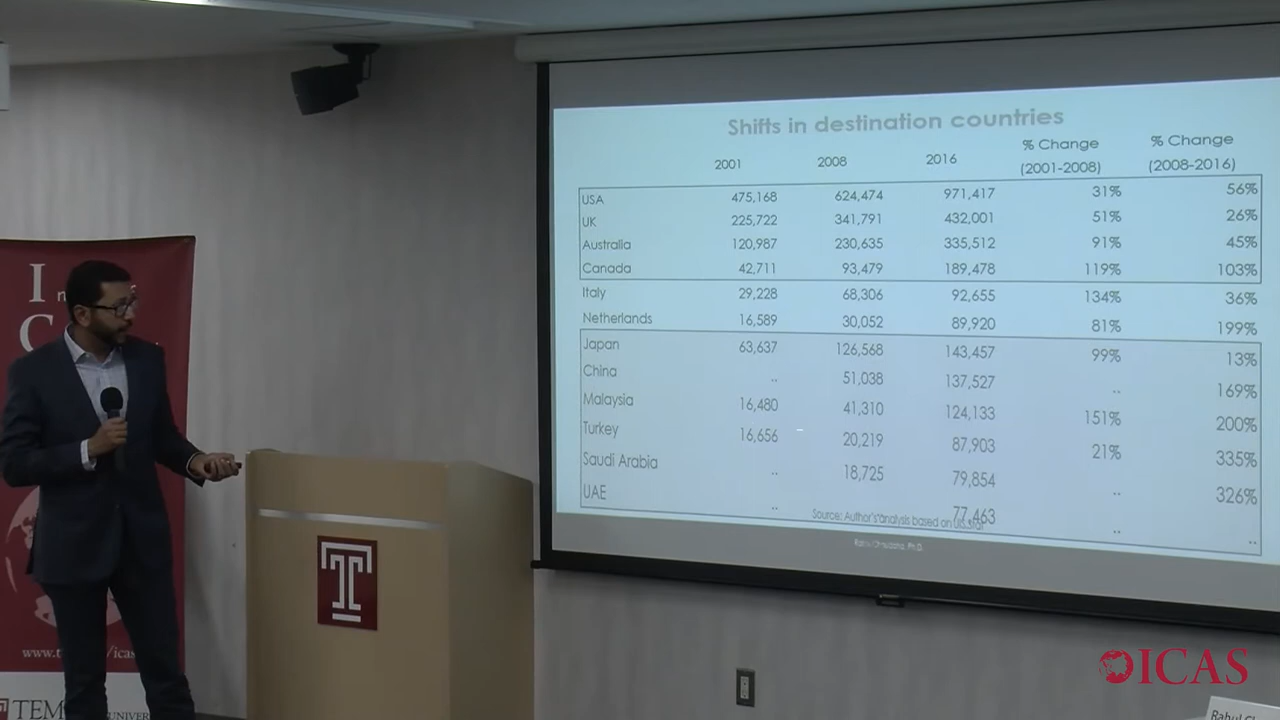 Shifts in destination countries
2001 2008 2016 % Change (2001-2008) % Change (2008-2016)
USA 475,168 624,474 971,417 31% 56%
UK 225,722 341,791 432,001 51% 26%
Australia 120,987 230,635 335,512 91% 45%
Canada 42,711 93,479 189,478 119% 103%
Italy 29,228 68,306 92,655 134% 36%
Netherlands 16,589 30,052 89,920 81% 199%
Japan 63,637 126,568 143,457 99% 13%
China .. 51,038 137,527 .. 169%
Malaysia 16,480 41,310 124,133 151% 200%
Turkey 16,656 20,219 87,903 21% 335%
Saudi Arabia .. 18,725 79,854 .. 326%
UAE .. 77,463 .. ..
Source: Author's analysis based on
Ph.D.
I
C
T
ICAS